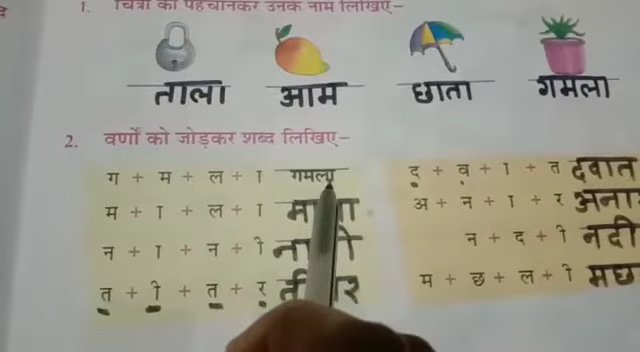 1. चित्रों को पहचानकर उनके नाम लिखिए–
ताला आम छाता गमला
2. वर्णों को जोड़कर शब्द लिखिए–
ग + म + ल + ा गमला
द + व + ा + त दवात
म + ा + ल + ा
अ + न + ा + र
न + ा + न + ी
न + द + ी नदी
त + ी + त + र
म + छ + ल + ी